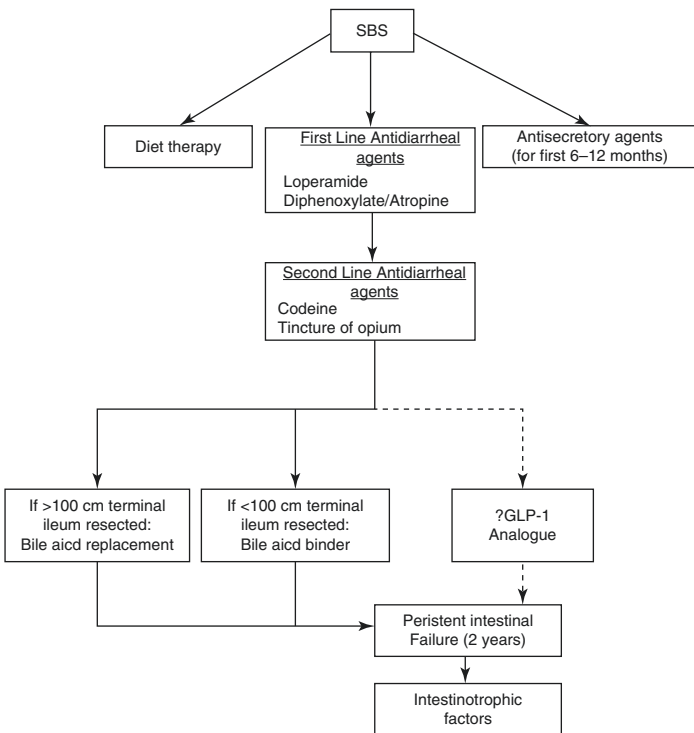 SBS
Diet therapy
First Line Antidiarrheal
agents
Loperamide
Diphenoxylate/Atropine
Antisecretory agents
(for first 6–12 months)
Second Line Antidiarrheal
agents
Codeine
Tincture of opium
If >100 cm terminal
ileum resected:
Bile aicd replacement
If <100 cm terminal
ileum resected:
Bile aicd binder
?GLP-1
Analogue
Peristent intestinal
Failure (2 years)
Intestinotrophic
factors